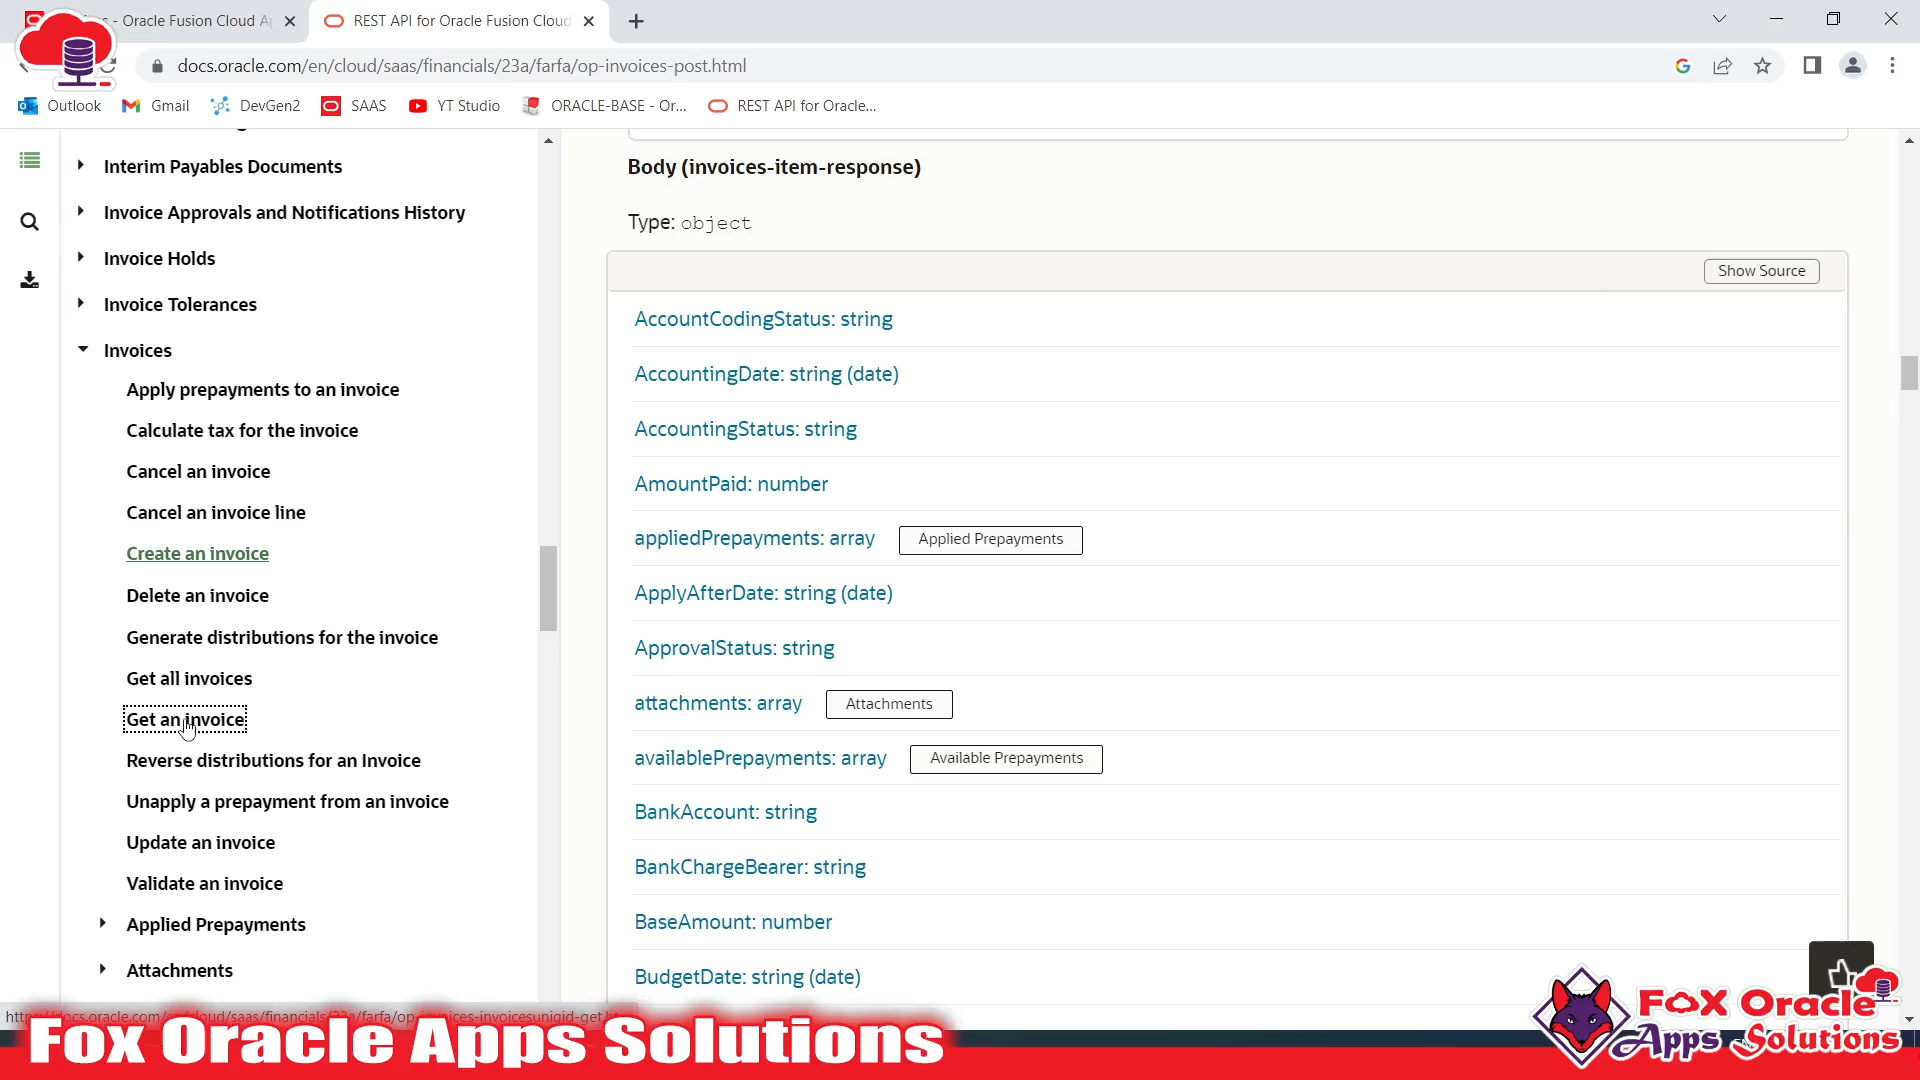 - Oracle Fusion Cloud Ap
REST API for Oracle Fusion Cloud
docs.oracle.com/en/cloud/saas/financials/23a/farfa/op-invoices-post.html
Outlook
Gmail
DevGen2
SAAS
YT Studio
ORACLE-BASE - Or...
REST API for Oracle...
Interim Payables Documents
Invoice Approvals and Notifications History
Invoice Holds
Invoice Tolerances
Invoices
Apply prepayments to an invoice
Calculate tax for the invoice
Cancel an invoice
Cancel an invoice line
Create an invoice
Delete an invoice
Generate distributions for the invoice
Get all invoices
Get an invoice
Reverse distributions for an Invoice
Unapply a prepayment from an invoice
Update an invoice
Validate an invoice
Applied Prepayments
Attachments
Body (invoices-item-response)
Type: object
Show Source
AccountCodingStatus: string
AccountingDate: string (date)
AccountingStatus: string
AmountPaid: number
appliedPrepayments: array Applied Prepayments
ApplyAfterDate: string (date)
ApprovalStatus: string
attachments: array Attachments
availablePrepayments: array Available Prepayments
BankAccount: string
BankChargeBearer: string
BaseAmount: number
BudgetDate: string (date)
Fox Oracle Apps Solutions
Fox Oracle
Apps Solutions